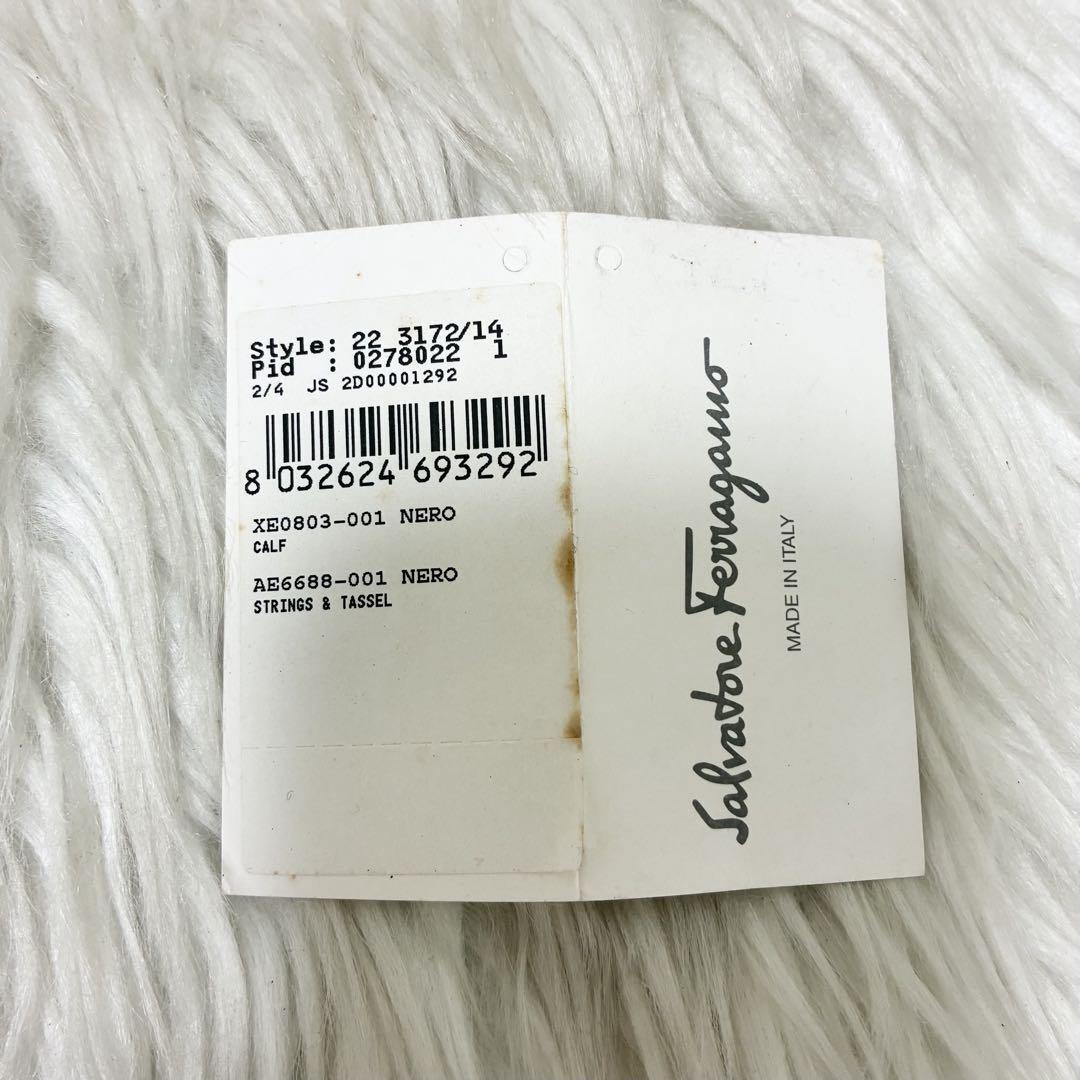 Style: 22 3172/14
Pid : 0278022 1
2/4 JS 2D00001292
8 032624 693292
XE0803-001 NERO
CALF
AE6688-001 NERO
STRINGS & TASSEL
Salvatore Ferragamo
MADE IN ITALY